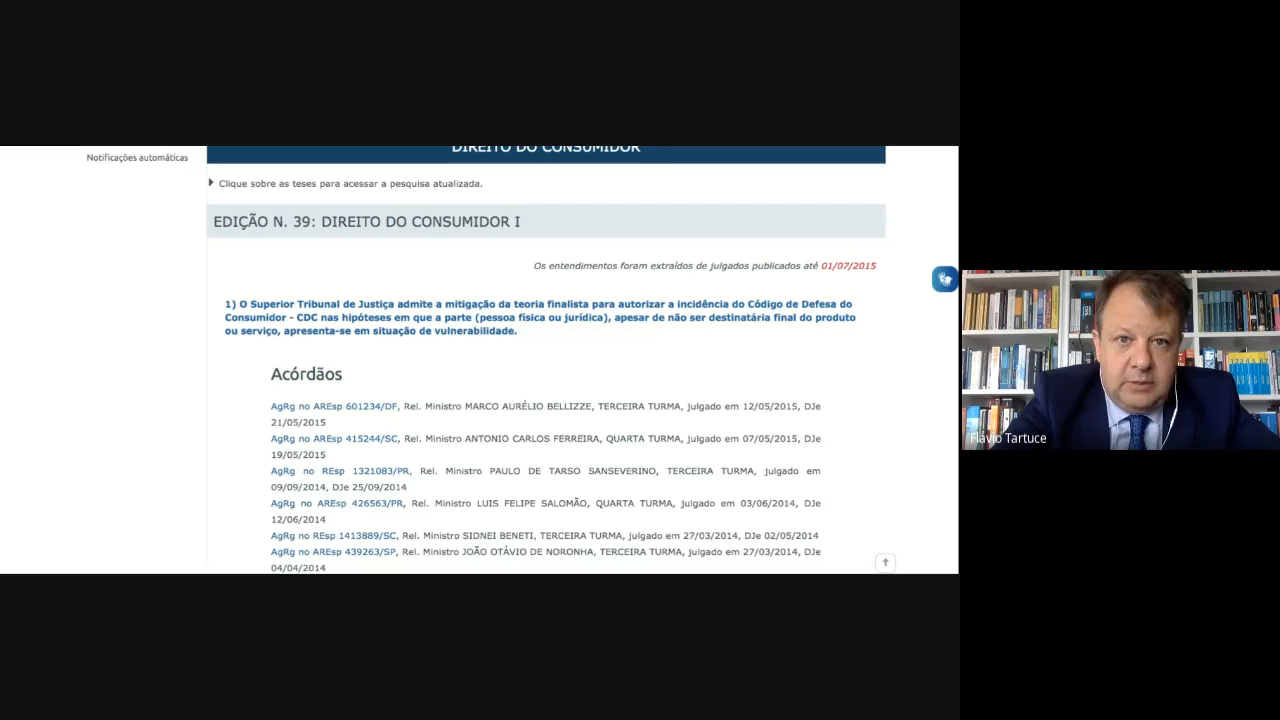 DIREITO DO CONSUMIDOR
Notificações automáticas
Clique sobre as teses para acessar a pesquisa atualizada.
EDIÇÃO N. 39: DIREITO DO CONSUMIDOR I
Os entendimentos foram extraídos de julgados publicados até 01/07/2015
1) O Superior Tribunal de Justiça admite a mitigação da teoria finalista para autorizar a incidência do Código de Defesa do
Consumidor - CDC nas hipóteses em que a parte (pessoa física ou jurídica), apesar de não ser destinatária final do produto
ou serviço, apresenta-se em situação de vulnerabilidade.
Acórdãos
AgRg no AREsp 601234/DF, Rel. Ministro MARCO AURÉLIO BELLIZZE, TERCEIRA TURMA, julgado em 12/05/2015, DJe
21/05/2015
AgRg no AREsp 415244/SC, Rel. Ministro ANTONIO CARLOS FERREIRA, QUARTA TURMA, julgado em 07/05/2015, DJe
19/05/2015
AgRg no REsp 1321083/PR, Rel. Ministro PAULO DE TARSO SANSEVERINO, TERCEIRA TURMA, julgado em
09/09/2014, DJe 25/09/2014
AgRg no AREsp 426563/PR, Rel. Ministro LUIS FELIPE SALOMÃO, QUARTA TURMA, julgado em 03/06/2014, DJe
12/06/2014
AgRg no REsp 1413889/SC, Rel. Ministro SIDNEI BENETI, TERCEIRA TURMA, julgado em 27/03/2014, DJe 02/05/2014
AgRg no AREsp 439263/SP, Rel. Ministro JOÃO OTÁVIO DE NORONHA, TERCEIRA TURMA, julgado em 27/03/2014, DJe
04/04/2014
Flávio Tartuce